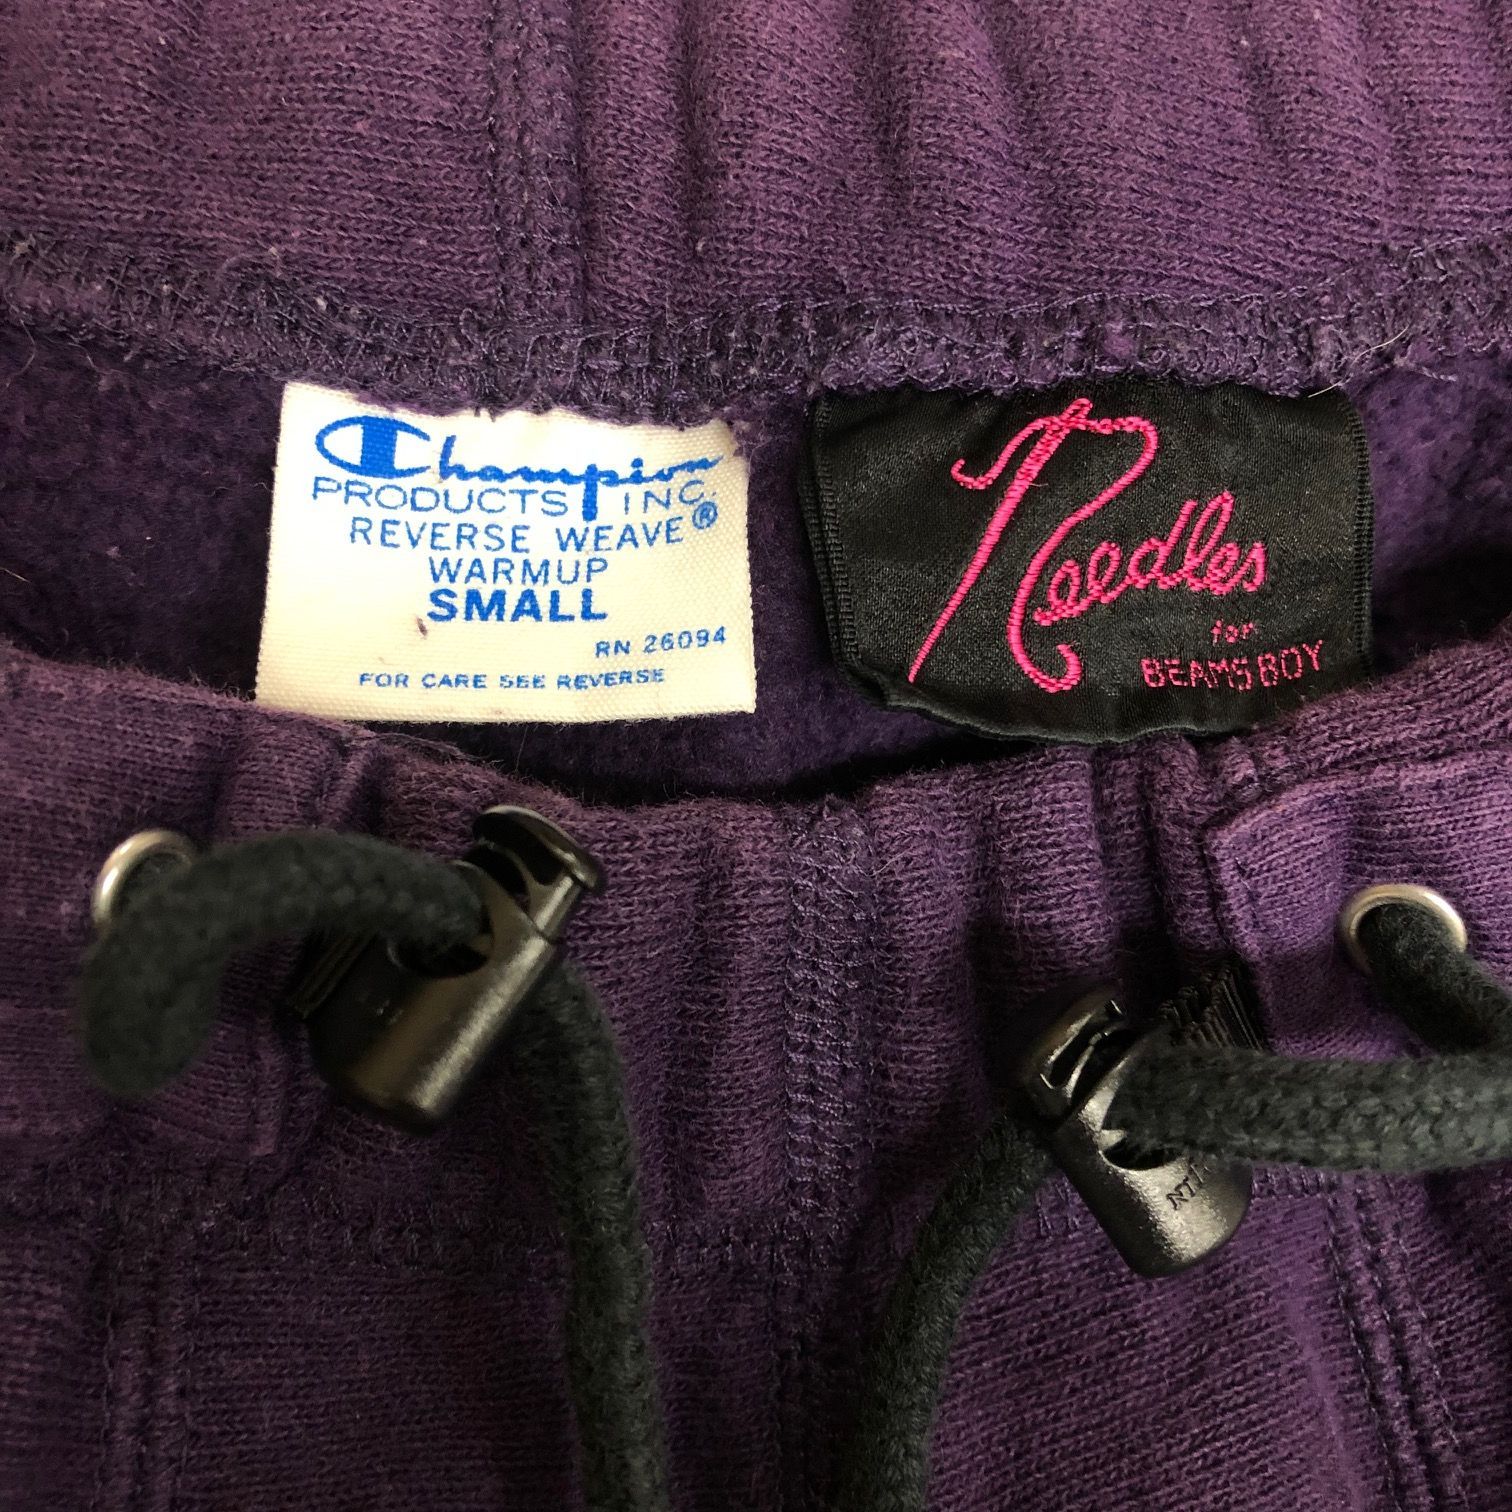 Champion
PRODUCTS INC.
REVERSE WEAVE®
WARMUP
SMALL
RN 26094
FOR CARE SEE REVERSE
Needles
for
BEAMS BOY